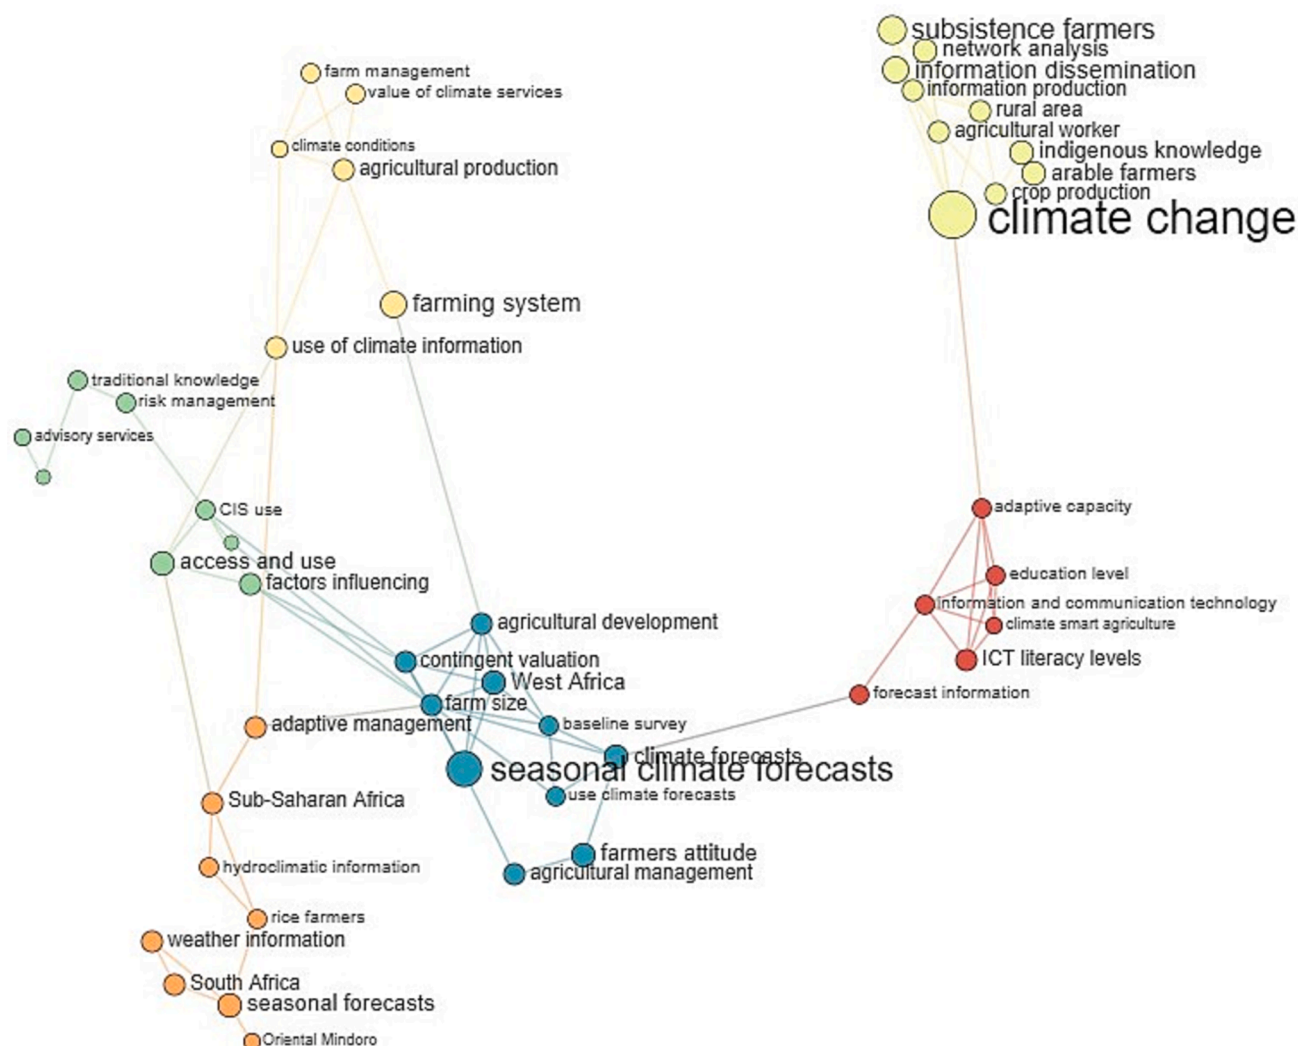 subsistence farmers
network analysis
information dissemination
information production
rural area
agricultural worker
indigenous knowledge
arable farmers
crop production
climate change
farm management
value of climate services
climate conditions
agricultural production
farming system
use of climate information
traditional knowledge
risk management
advisory services
CIS use
access and use
factors influencing
adaptive capacity
education level
information and communication technology
climate smart agriculture
ICT literacy levels
forecast information
agricultural development
contingent valuation
West Africa
farm size
baseline survey
adaptive management
climate forecasts
seasonal climate forecasts
use climate forecasts
farmers attitude
agricultural management
Sub-Saharan Africa
hydroclimatic information
rice farmers
weather information
South Africa
seasonal forecasts
Oriental Mindoro